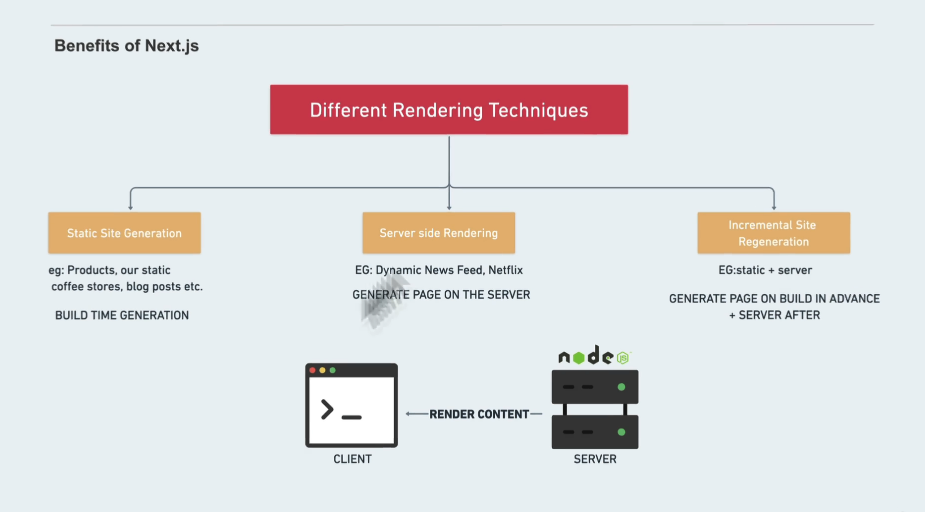 Benefits of Next.js
Different Rendering Techniques
Static Site Generation
eg: Products, our static
coffee stores, blog posts etc.
BUILD TIME GENERATION
Server side Rendering
EG: Dynamic News Feed, Netflix
GENERATE PAGE ON THE SERVER
Incremental Site
Regeneration
EG:static + server
GENERATE PAGE ON BUILD IN ADVANCE
+ SERVER AFTER
node
JS
RENDER CONTENT
CLIENT
SERVER